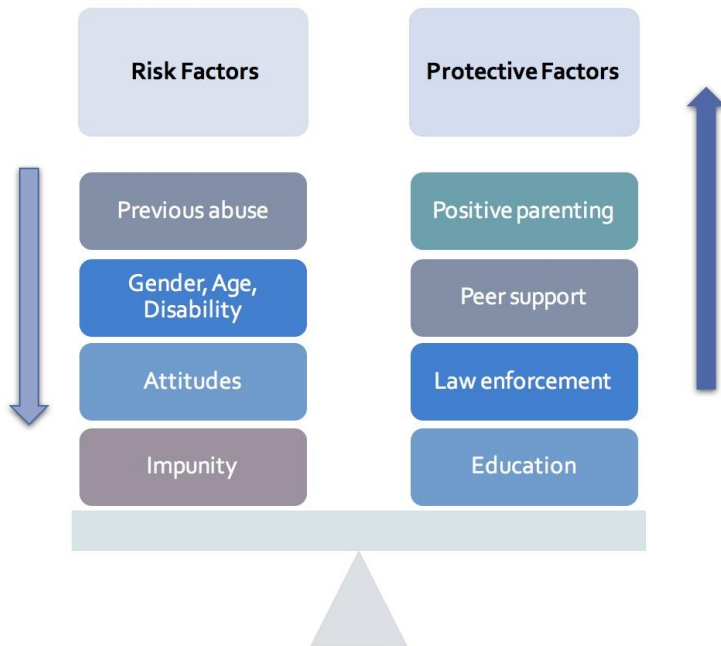 Risk Factors
Protective Factors
Previous abuse
Positive parenting
Gender, Age,
Disability
Peer support
Attitudes
Law enforcement
Impunity
Education